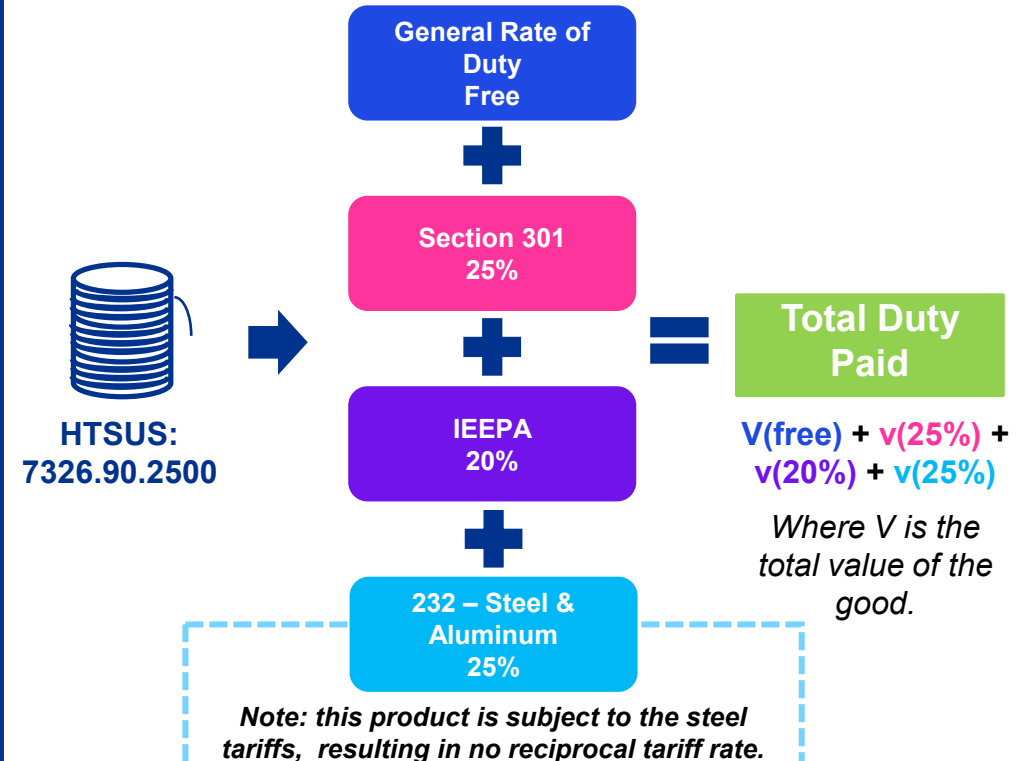 General Rate of
Duty
Free
Section 301
25%
HTSUS:
7326.90.2500
IEEPA
20%
232 – Steel &
Aluminum
25%
Note: this product is subject to the steel
tariffs, resulting in no reciprocal tariff rate.
Total Duty
Paid
V(free) + v(25%) +
v(20%) + v(25%)
Where V is the
total value of the
good.